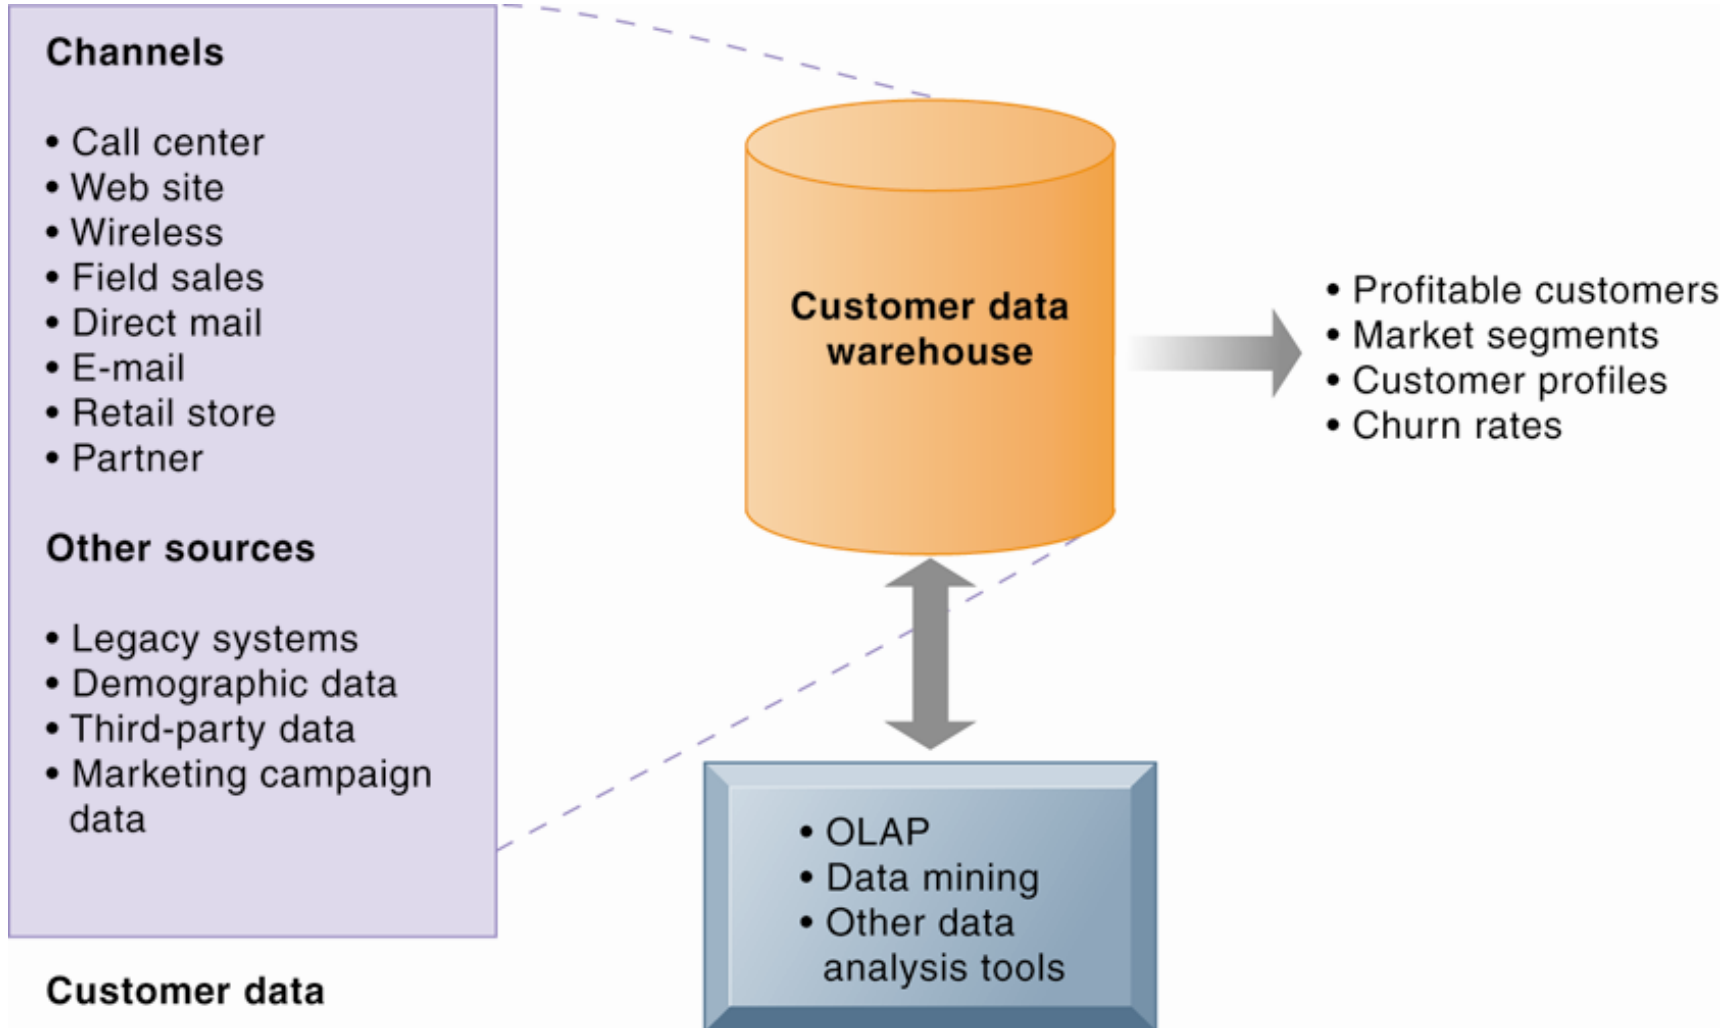 Channels
• Call center
• Web site
• Wireless
• Field sales
• Direct mail
• E-mail
• Retail store
• Partner
Other sources
• Legacy systems
• Demographic data
• Third-party data
• Marketing campaign
data
Customer data
Customer data
warehouse
• Profitable customers
• Market segments
• Customer profiles
• Churn rates
• OLAP
• Data mining
• Other data
analysis tools